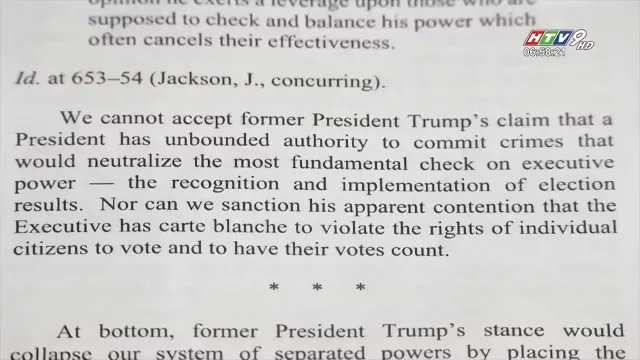 opinion he exerts a leverage upon those who are
supposed to check and balance his power which
often cancels their effectiveness.
HTV9 HD
06:58:21
Id. at 653–54 (Jackson, J., concurring).
We cannot accept former President Trump's claim that a
President has unbounded authority to commit crimes that
would neutralize the most fundamental check on executive
power — the recognition and implementation of election
results. Nor can we sanction his apparent contention that the
Executive has carte blanche to violate the rights of individual
citizens to vote and to have their votes count.
* * *
At bottom, former President Trump's stance would
collapse our system of separated powers by placing the